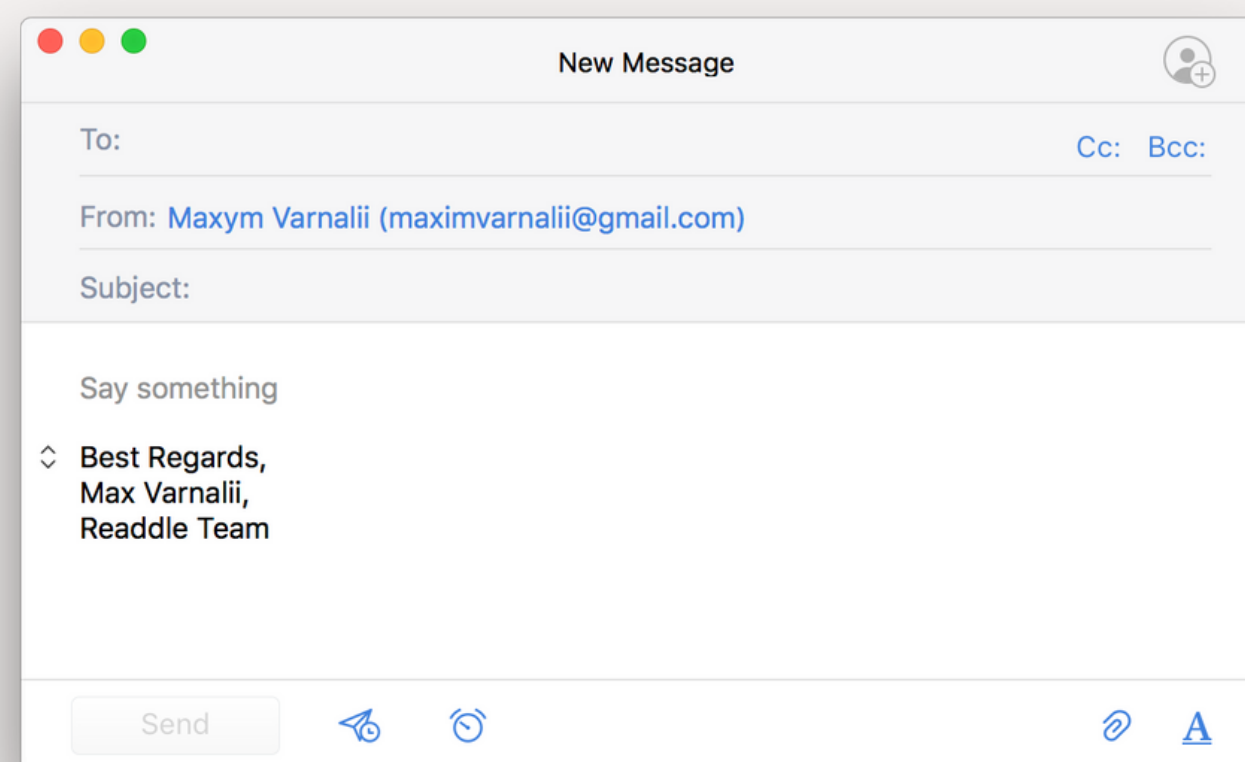 New Message
To:
Cc: Bcc:
From: Maxym Varnalii (maximvarnalii@gmail.com)
Subject:
Say something
Best Regards,
Max Varnalii,
Readdle Team
Send
A